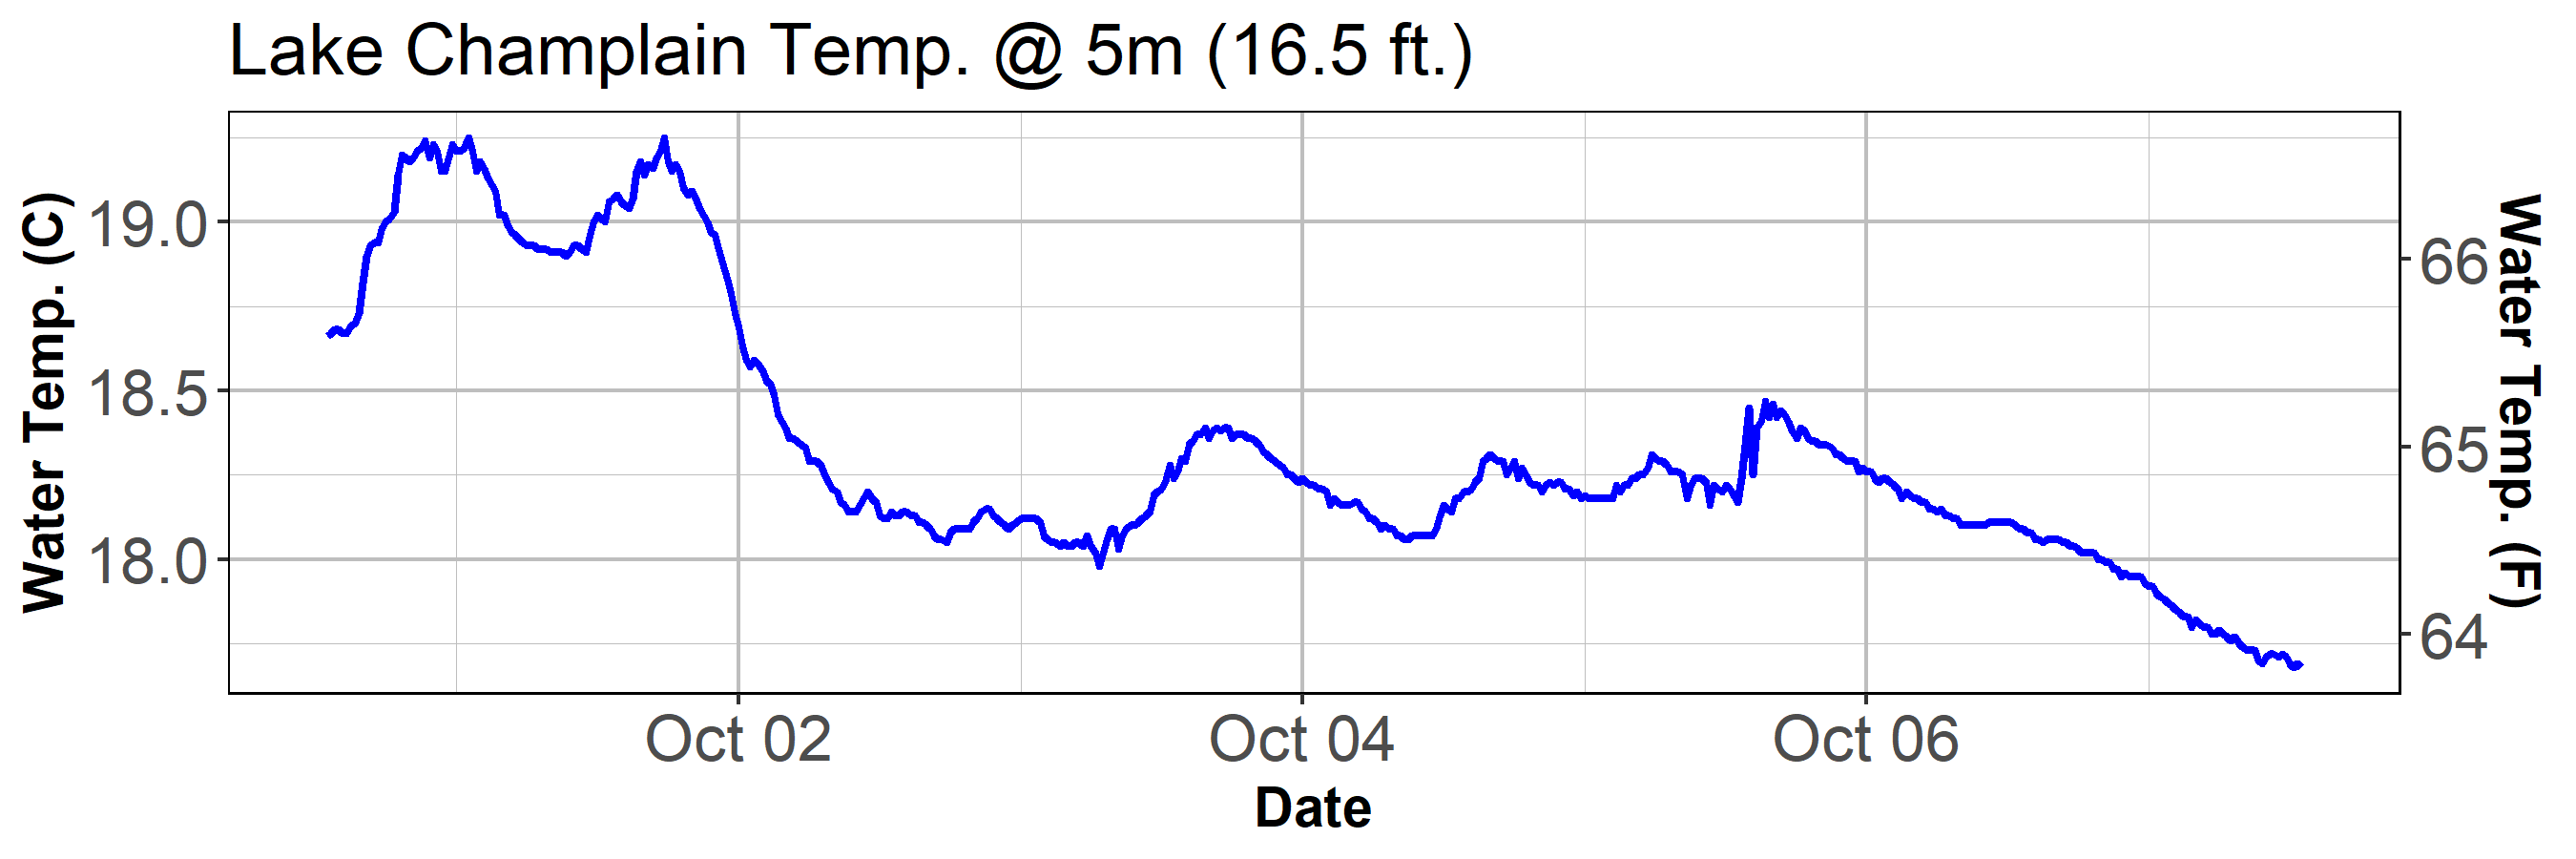 Lake Champlain Temp. @ 5m (16.5 ft.)
Water Temp. (C)
19.0
18.5
18.0
66
65
64
Water Temp. (F)
Oct 02
Oct 04
Oct 06
Date